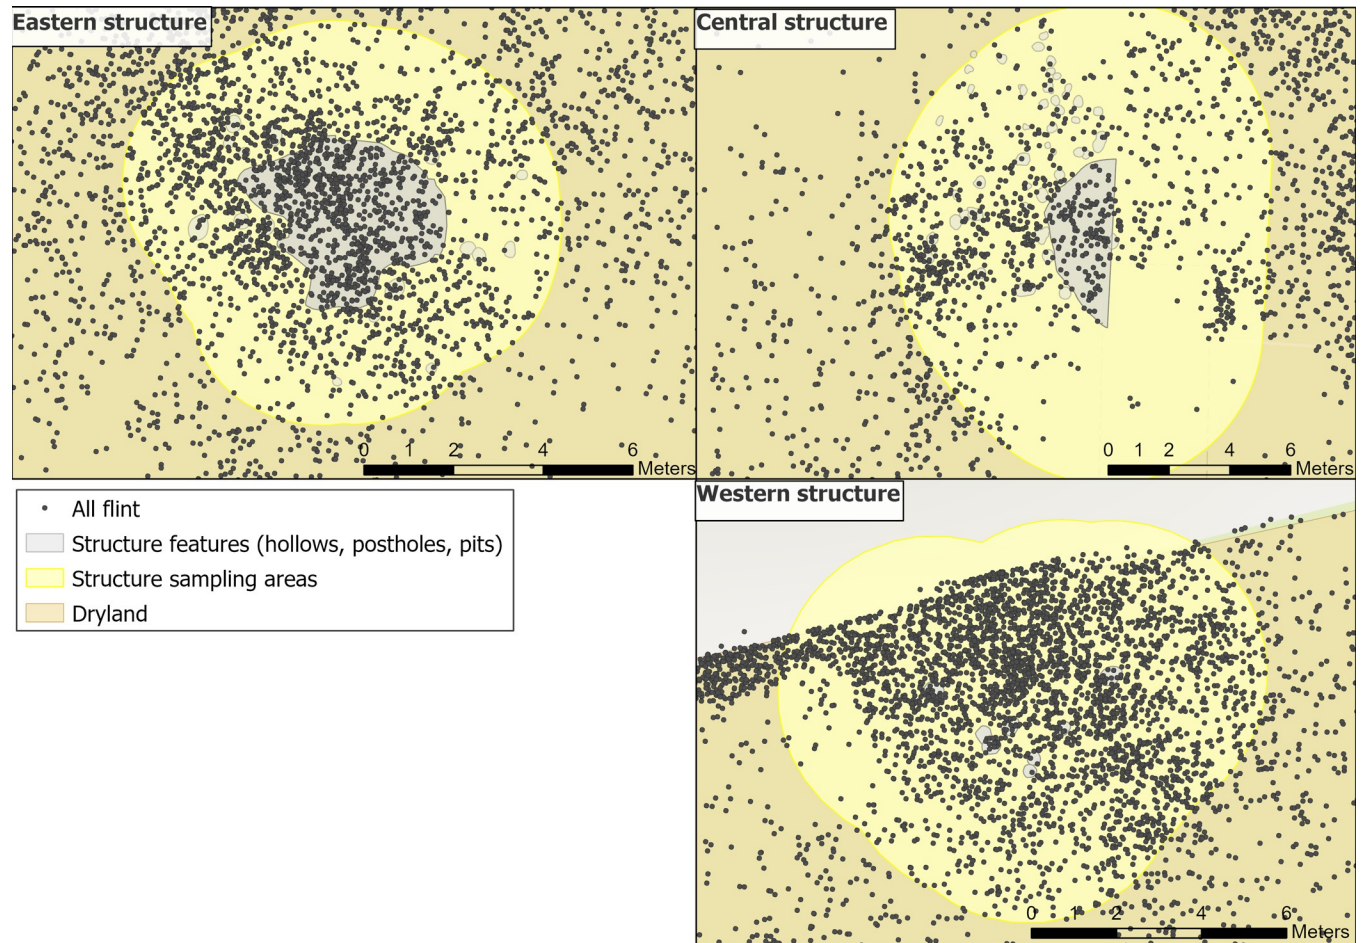 Eastern structure
Central structure
0 1 2 4 6 Meters
0 1 2 4 6 Meters
Western structure
All flint
Structure features (hollows, postholes, pits)
Structure sampling areas
Dryland
0 1 2 4 6 Meters